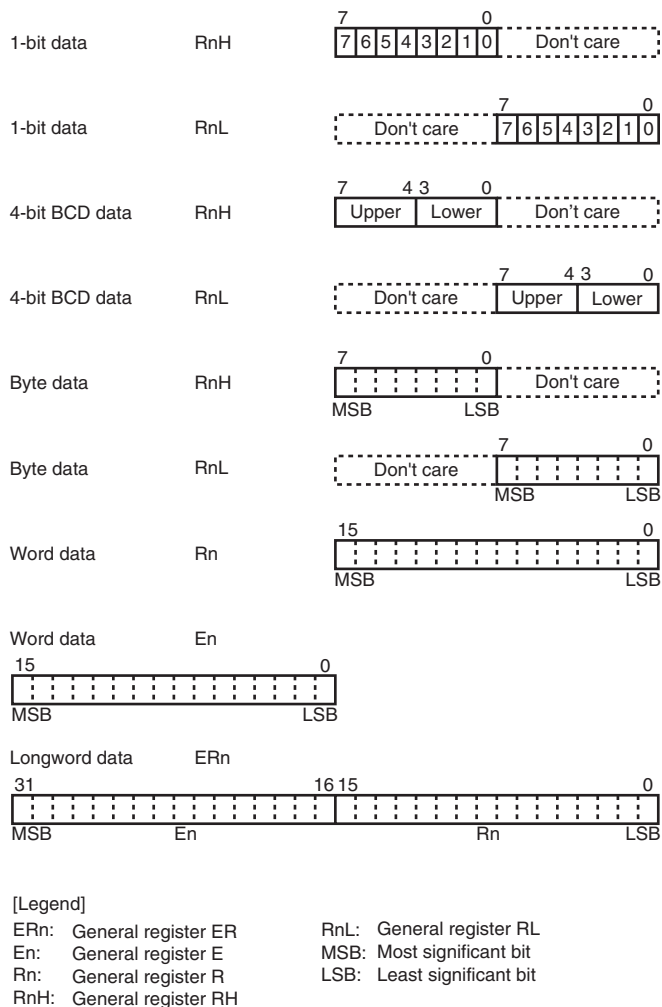 7 0
1-bit data RnH 7 6 5 4 3 2 1 0 Don't care
7 0
1-bit data RnL Don't care 7 6 5 4 3 2 1 0
7 4 3 0
4-bit BCD data RnH Upper Lower Don't care
7 4 3 0
4-bit BCD data RnL Don't care Upper Lower
7 0
Byte data RnH Don't care
MSB LSB
7 0
Byte data RnL Don't care
MSB LSB
15 0
Word data Rn
MSB LSB
Word data En
15 0
MSB LSB
Longword data ERn
31 16 15 0
MSB En Rn LSB
[Legend]
ERn: General register ER
En: General register E
Rn: General register R
RnH: General register RH
RnL: General register RL
MSB: Most significant bit
LSB: Least significant bit